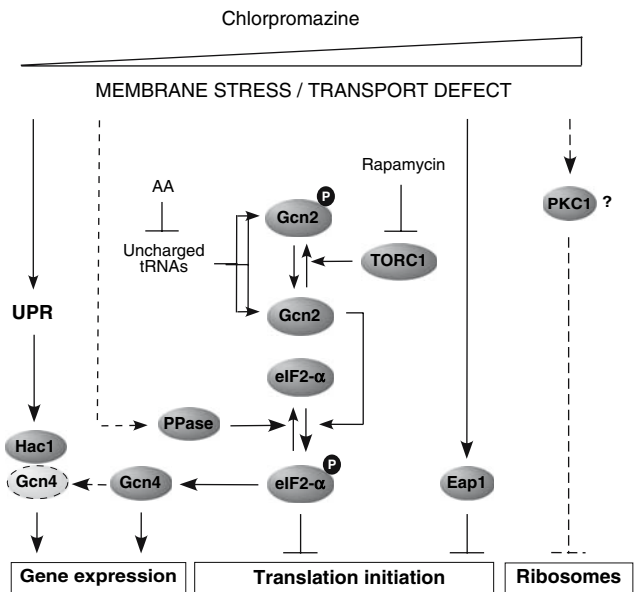 Chlorpromazine
MEMBRANE STRESS / TRANSPORT DEFECT
Rapamycin
AA
P
Gcn2
PKC1 ?
Uncharged
tRNAs
TORC1
UPR
Gcn2
eIF2-α
PPase
Hac1
P
Gcn4
Gcn4
eIF2-α
Eap1
Gene expression
Translation initiation
Ribosomes